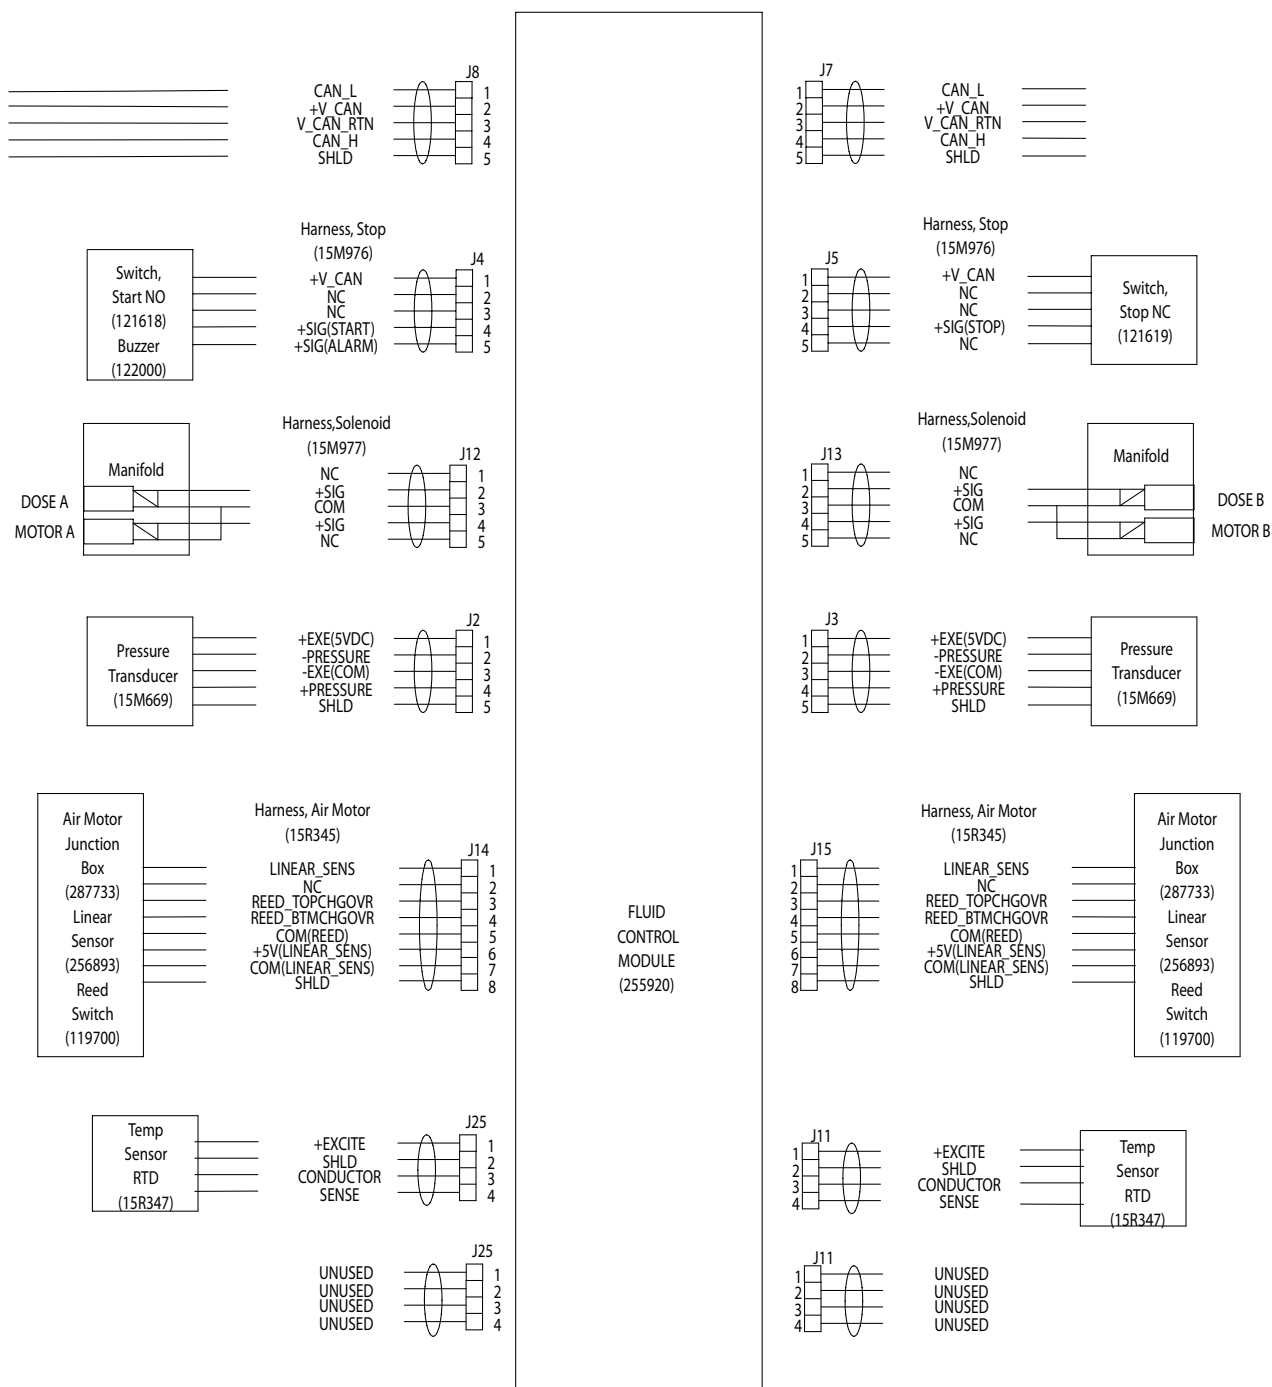 J8
CAN_L 1
+V_CAN 2
V_CAN_RTN 3
CAN_H 4
SHLD 5
J7
1 CAN_L
2 +V_CAN
3 V_CAN_RTN
4 CAN_H
5 SHLD
Harness, Stop
(15M976)
J4
Switch,
Start NO
(121618)
Buzzer
(122000)
+V_CAN 1
NC 2
NC 3
+SIG(START) 4
+SIG(ALARM) 5
Harness, Stop
(15M976)
J5
1 +V_CAN
2 NC
3 NC
4 +SIG(STOP)
5 NC
Switch,
Stop NC
(121619)
Harness,Solenoid
(15M977)
J12
Manifold
DOSE A
MOTOR A
NC 1
+SIG 2
COM 3
+SIG 4
NC 5
Harness,Solenoid
(15M977)
J13
1 NC
2 +SIG
3 COM
4 +SIG
5 NC
Manifold
DOSE B
MOTOR B
J2
Pressure
Transducer
(15M669)
+EXE(5VDC) 1
-PRESSURE 2
-EXE(COM) 3
+PRESSURE 4
SHLD 5
J3
1 +EXE(5VDC)
2 -PRESSURE
3 -EXE(COM)
4 +PRESSURE
5 SHLD
Pressure
Transducer
(15M669)
Harness, Air Motor
(15R345)
J14
Air Motor
Junction
Box
(287733)
Linear
Sensor
(256893)
Reed
Switch
(119700)
LINEAR_SENS 1
NC 2
REED_TOPCHGOVR 3
REED_BTMCHGOVR 4
COM(REED) 5
+5V(LINEAR_SENS) 6
COM(LINEAR_SENS) 7
SHLD 8
FLUID
CONTROL
MODULE
(255920)
Harness, Air Motor
(15R345)
J15
1 LINEAR_SENS
2 NC
3 REED_TOPCHGOVR
4 REED_BTMCHGOVR
5 COM(REED)
6 +5V(LINEAR_SENS)
7 COM(LINEAR_SENS)
8 SHLD
Air Motor
Junction
Box
(287733)
Linear
Sensor
(256893)
Reed
Switch
(119700)
J25
Temp
Sensor
RTD
(15R347)
+EXCITE 1
SHLD 2
CONDUCTOR 3
SENSE 4
J11
1 +EXCITE
2 SHLD
3 CONDUCTOR
4 SENSE
Temp
Sensor
RTD
(15R347)
J25
UNUSED 1
UNUSED 2
UNUSED 3
UNUSED 4
J11
1 UNUSED
2 UNUSED
3 UNUSED
4 UNUSED